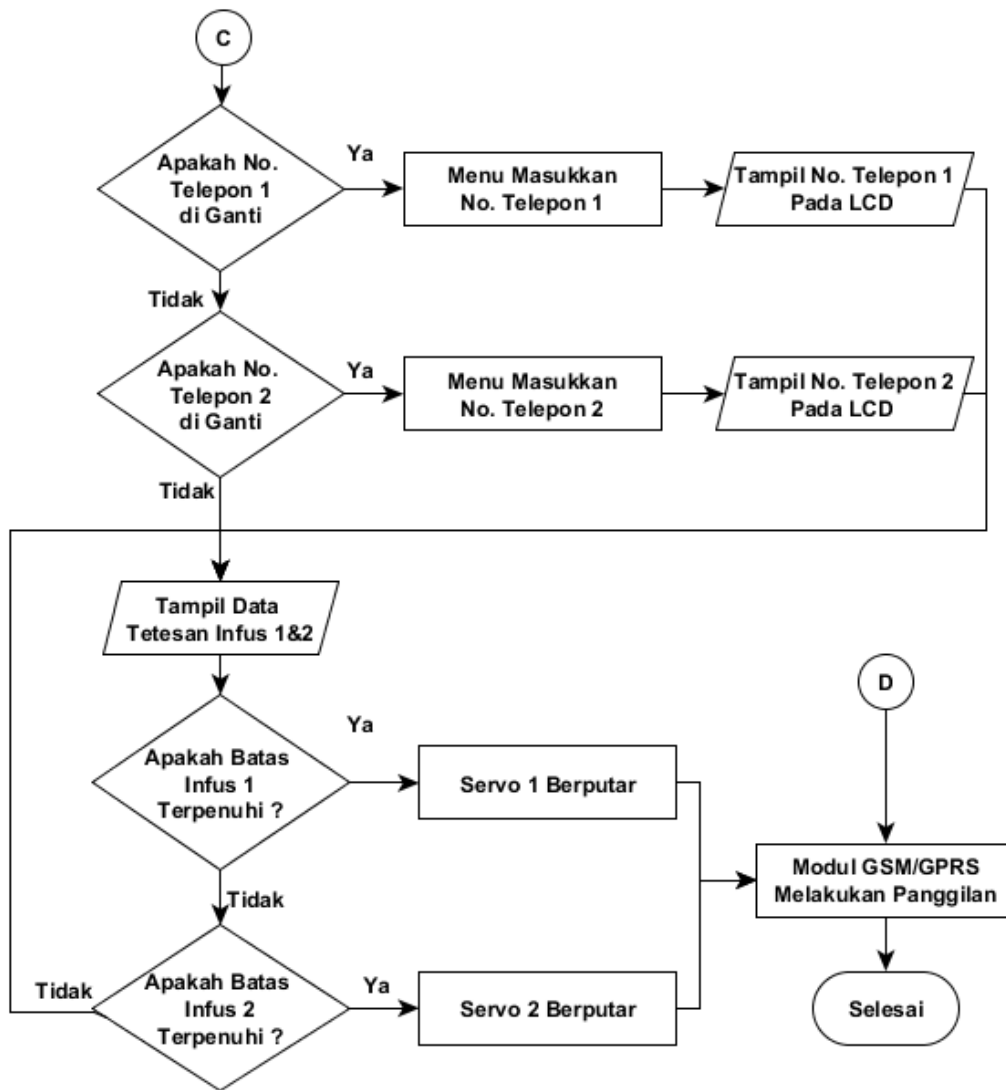 C
Apakah No.
Telepon 1
di Ganti
Ya
Menu Masukkan
No. Telepon 1
Tampil No. Telepon 1
Pada LCD
Tidak
Apakah No.
Telepon 2
di Ganti
Ya
Menu Masukkan
No. Telepon 2
Tampil No. Telepon 2
Pada LCD
Tidak
Tampil Data
Tetesan Infus 1&2
Apakah Batas
Infus 1
Terpenuhi ?
Ya
Servo 1 Berputar
Tidak
Apakah Batas
Infus 2
Terpenuhi ?
Tidak
Ya
Servo 2 Berputar
D
Modul GSM/GPRS
Melakukan Panggilan
Selesai